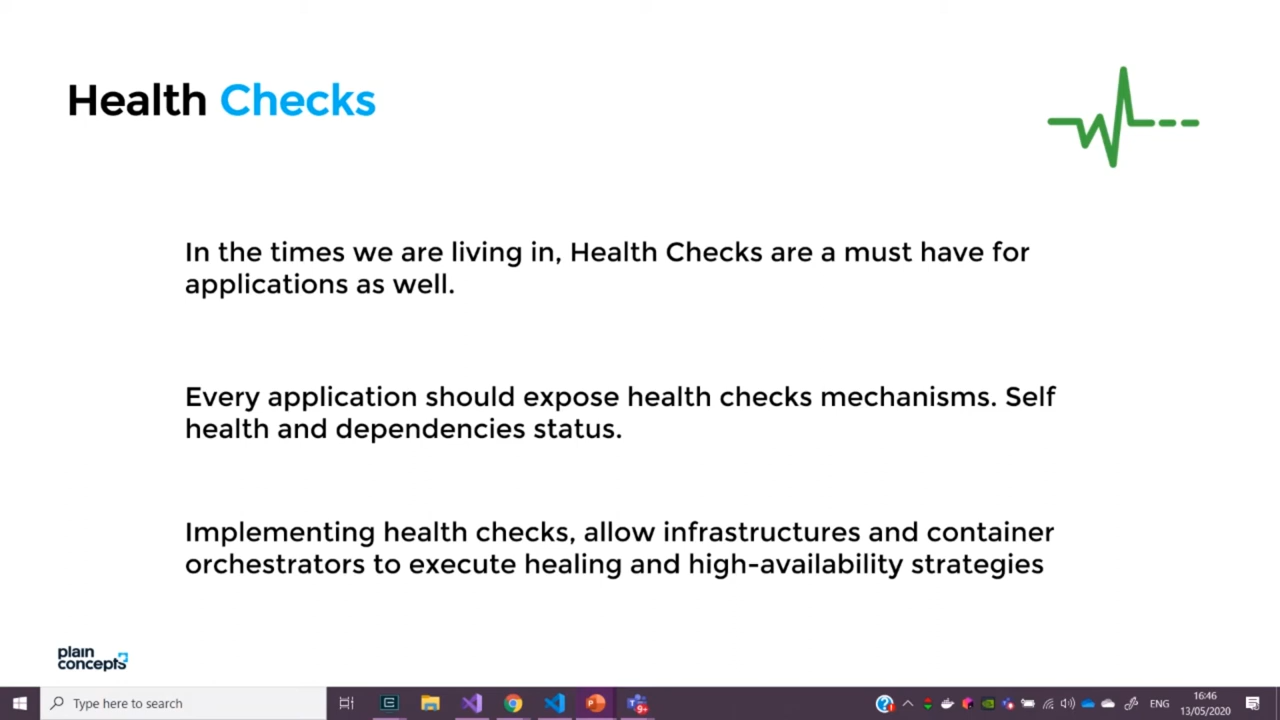 Health Checks
In the times we are living in, Health Checks are a must have for
applications as well.
Every application should expose health checks mechanisms. Self
health and dependencies status.
Implementing health checks, allow infrastructures and container
orchestrators to execute healing and high-availability strategies
plain
concepts
Type here to search
9+
ENG
16:46
13/05/2020